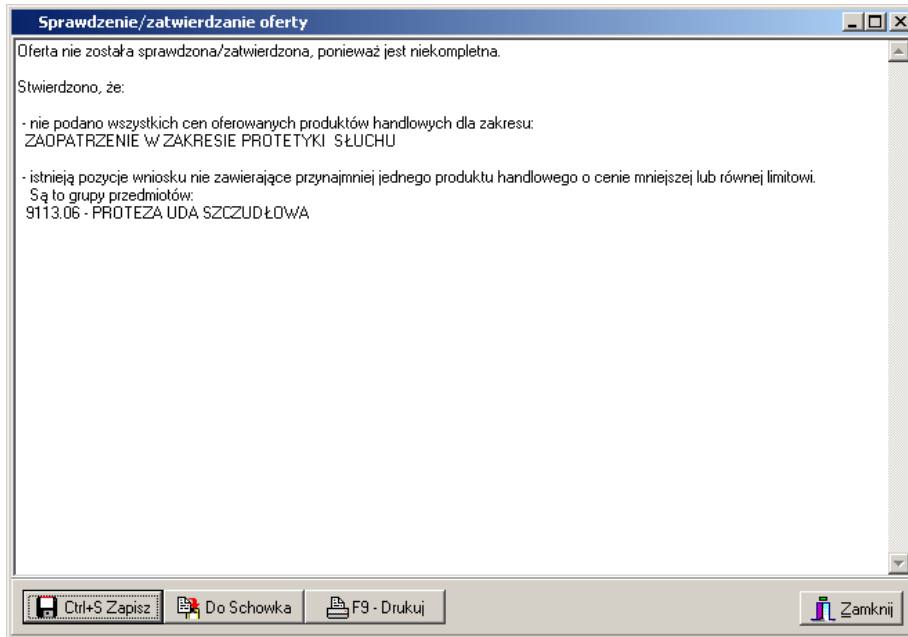 Sprawdzenie/zatwierdzanie oferty
Oferta nie została sprawdzona/zatwierdzona, ponieważ jest niekompletna.
Stwierdzono, że:
- nie podano wszystkich cen oferowanych produktów handlowych dla zakresu:
ZAOPATRZENIE W ZAKRESIE PROTETYKI SŁUCHU
- istnieją pozycje wniosku nie zawierające przynajmniej jednego produktu handlowego o cenie mniejszej lub równej limitowi.
Są to grupy przedmiotów:
9113.06 - PROTEZA UDA SZCZUDŁOWA
Ctrl+S Zapisz Do Schowka F9 - Drukuj Zamknij